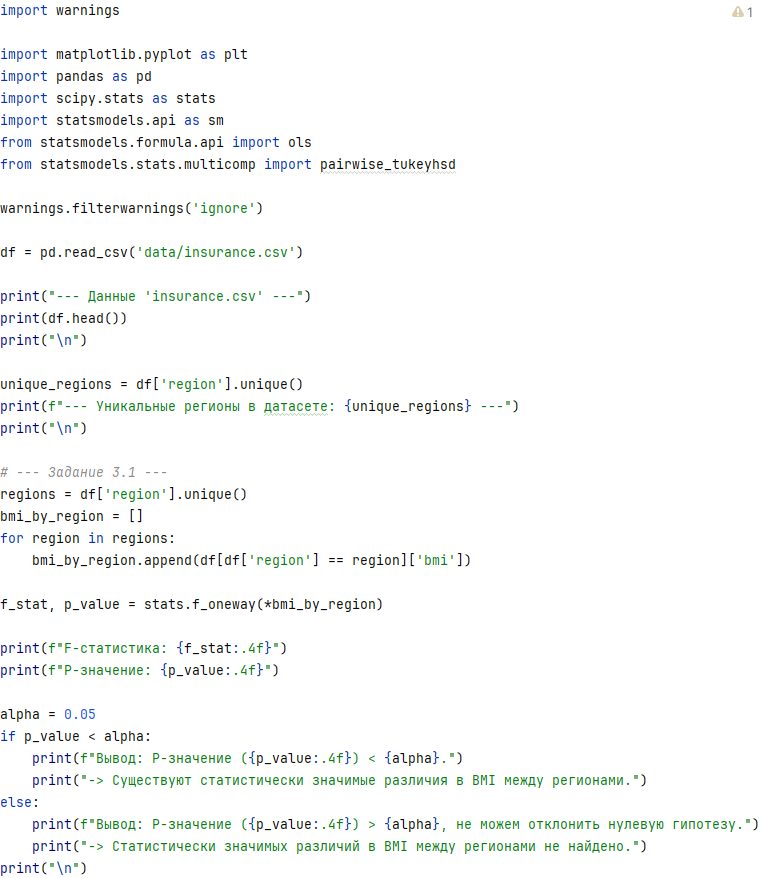 import warnings
1
import matplotlib.pyplot as plt
import pandas as pd
import scipy.stats as stats
import statsmodels.api as sm
from statsmodels.formula.api import ols
from statsmodels.stats.multicomp import pairwise_tukeyhsd
warnings.filterwarnings('ignore')
df = pd.read_csv('data/insurance.csv')
print("--- Данные 'insurance.csv' ---")
print(df.head())
print("\n")
unique_regions = df['region'].unique()
print(f"--- Уникальные регионы в датасете: {unique_regions} ---")
print("\n")
# --- Задание 3.1 ---
regions = df['region'].unique()
bmi_by_region = []
for region in regions:
    bmi_by_region.append(df[df['region'] == region]['bmi'])
f_stat, p_value = stats.f_oneway(*bmi_by_region)
print(f"F-статистика: {f_stat:.4f}")
print(f"P-значение: {p_value:.4f}")
alpha = 0.05
if p_value < alpha:
    print(f"Вывод: P-значение ({p_value:.4f}) < {alpha}.")
    print("-> Существуют статистически значимые различия в BMI между регионами.")
else:
    print(f"Вывод: P-значение ({p_value:.4f}) > {alpha}, не можем отклонить нулевую гипотезу.")
    print("-> Статистически значимых различий в BMI между регионами не найдено.")
print("\n")